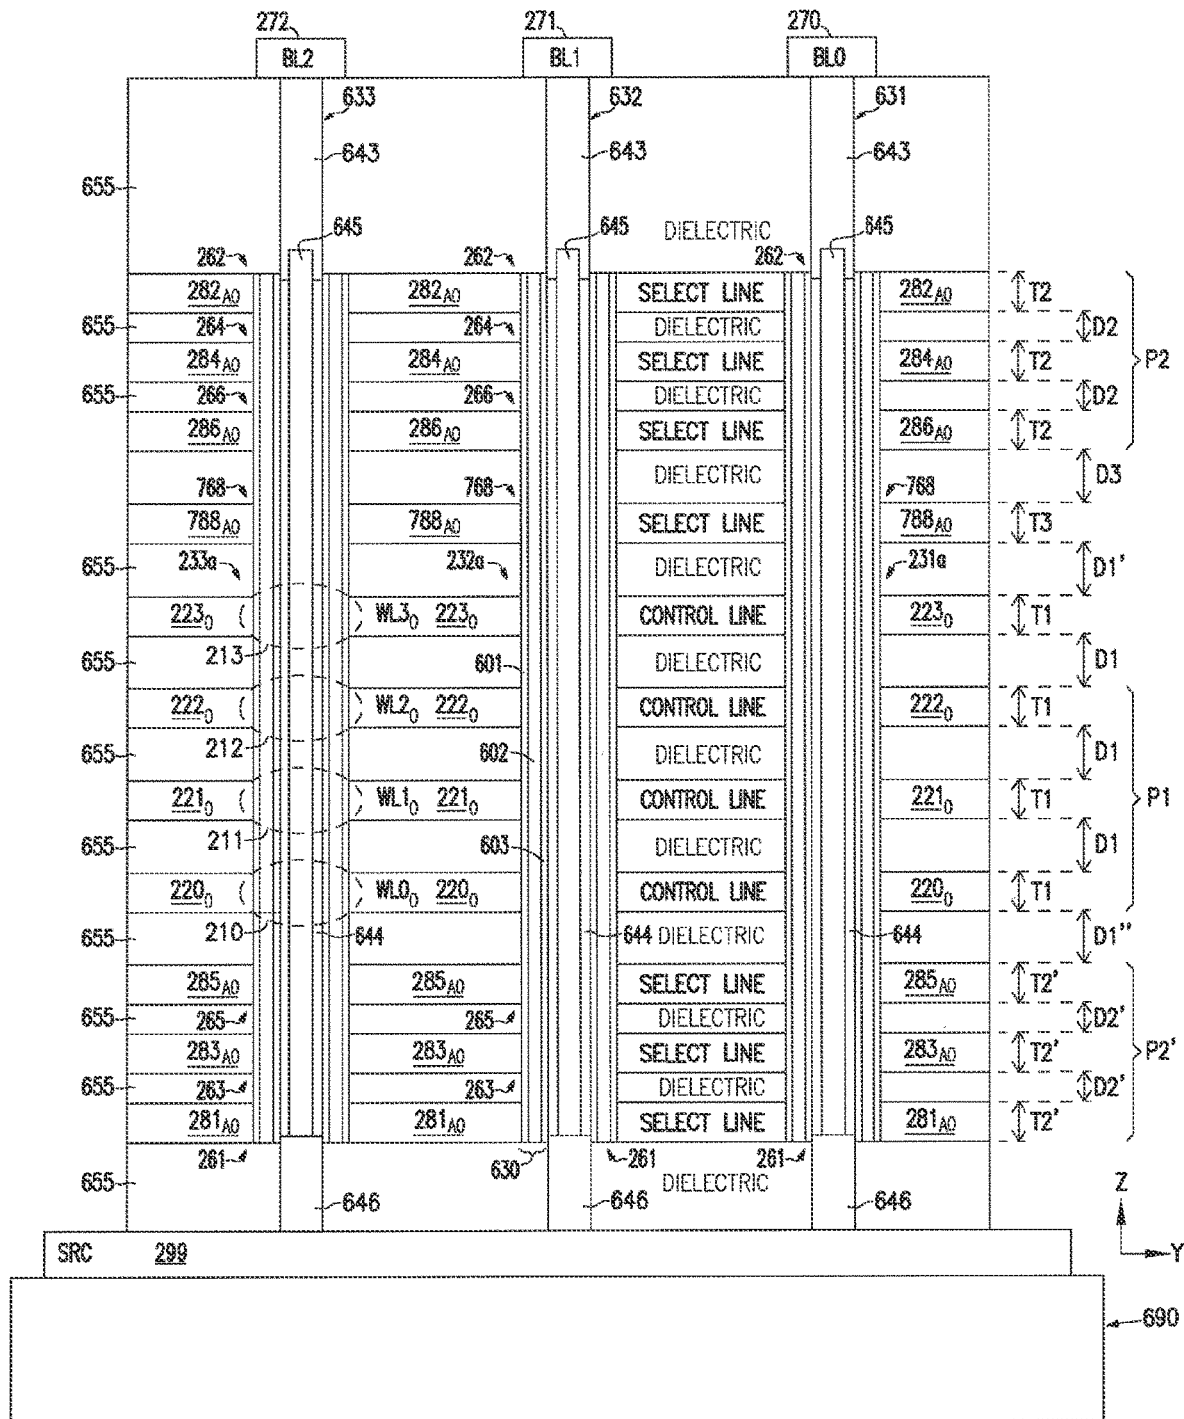 272 271 270
BL2 BL1 BL0
633 632 631
643 643 643
655
645 645 DIELECTRIC 645
262 262 262
282A0 282A0 SELECT LINE 282A0 T2
655 264 264 DIELECTRIC D2
284A0 284A0 SELECT LINE 284A0 T2 P2
655 266 266 DIELECTRIC D2
286A0 286A0 SELECT LINE 286A0 T2
DIELECTRIC D3
768 768 768
788A0 788A0 SELECT LINE 788A0 T3
655 233a 232a DIELECTRIC 231a D1'
2230 WL30 2230 CONTROL LINE 2230 T1
655 213 601 DIELECTRIC D1
2220 WL20 2220 CONTROL LINE 2220 T1
655 212 602 DIELECTRIC D1
2210 WL10 2210 CONTROL LINE 2210 T1 P1
655 211 603 DIELECTRIC D1
2200 WL00 2200 CONTROL LINE 2200 T1
655 210 644 644 DIELECTRIC 644 D1''
285A0 285A0 SELECT LINE 285A0 T2'
655 265 265 DIELECTRIC D2'
283A0 283A0 SELECT LINE 283A0 T2' P2'
655 263 263 DIELECTRIC D2'
281A0 281A0 SELECT LINE 281A0 T2'
261 630 261 261
655 DIELECTRIC
646 646 646
Z
Y
SRC 299
690